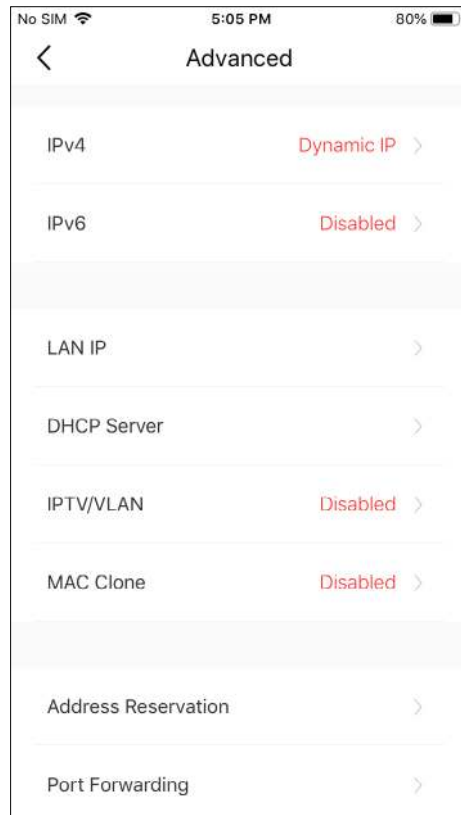 No SIM 5:05 PM 80%
Advanced
IPv4 Dynamic IP
IPv6 Disabled
LAN IP
DHCP Server
IPTV/VLAN Disabled
MAC Clone Disabled
Address Reservation
Port Forwarding